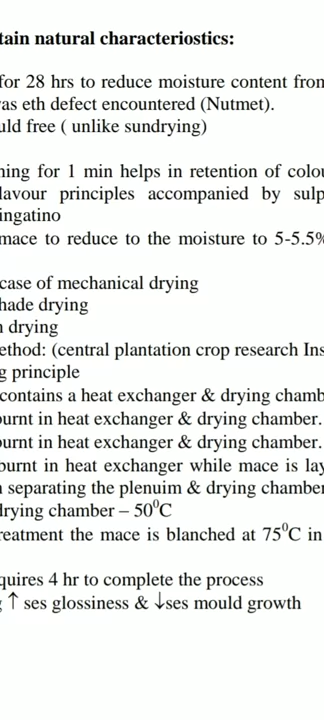 tain natural characteriostics:
for 28 hrs to reduce moisture content from
as eth defect encountered (Nutmet).
uld free ( unlike sundrying)
ning for 1 min helps in retention of colou
lavour principles accompanied by sulp
ingatino
mace to reduce to the moisture to 5-5.5%
case of mechanical drying
hade drying
n drying
ethod: (central plantation crop research Ins
g principle
contains a heat exchanger & drying chamb
burnt in heat exchanger & drying chamber.
burnt in heat exchanger & drying chamber.
burnt in heat exchanger while mace is lay
n separating the plenuim & drying chamber
drying chamber – 50⁰C
reatment the mace is blanched at 75⁰C in
quires 4 hr to complete the process
g ↑ ses glossiness & ↓ses mould growth